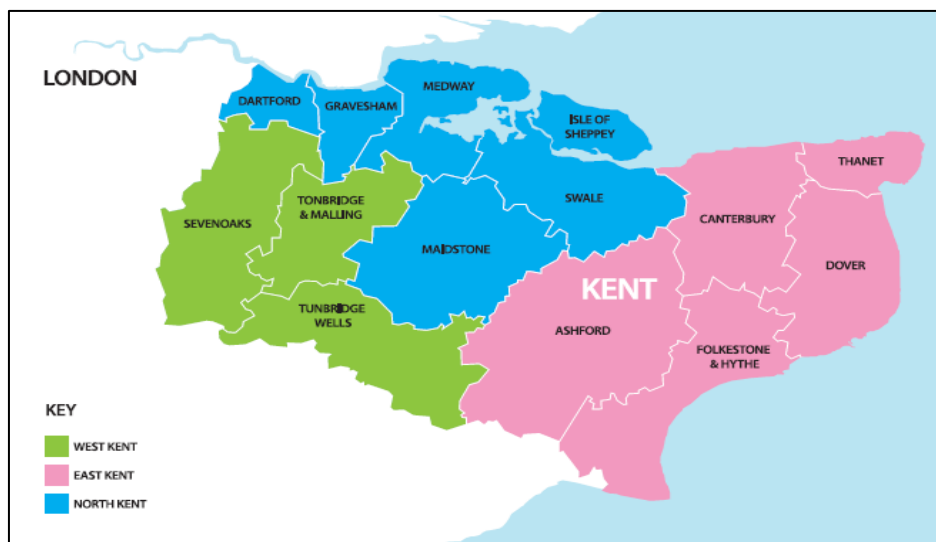 LONDON
DARTFORD
GRAVESHAM
MEDWAY
ISLE OF
SHEPPEY
THANET
SEVENOAKS
TONBRIDGE
& MALLING
SWALE
CANTERBURY
MAIDSTONE
DOVER
KENT
TUNBRIDGE
WELLS
ASHFORD
FOLKESTONE
& HYTHE
KEY
WEST KENT
EAST KENT
NORTH KENT